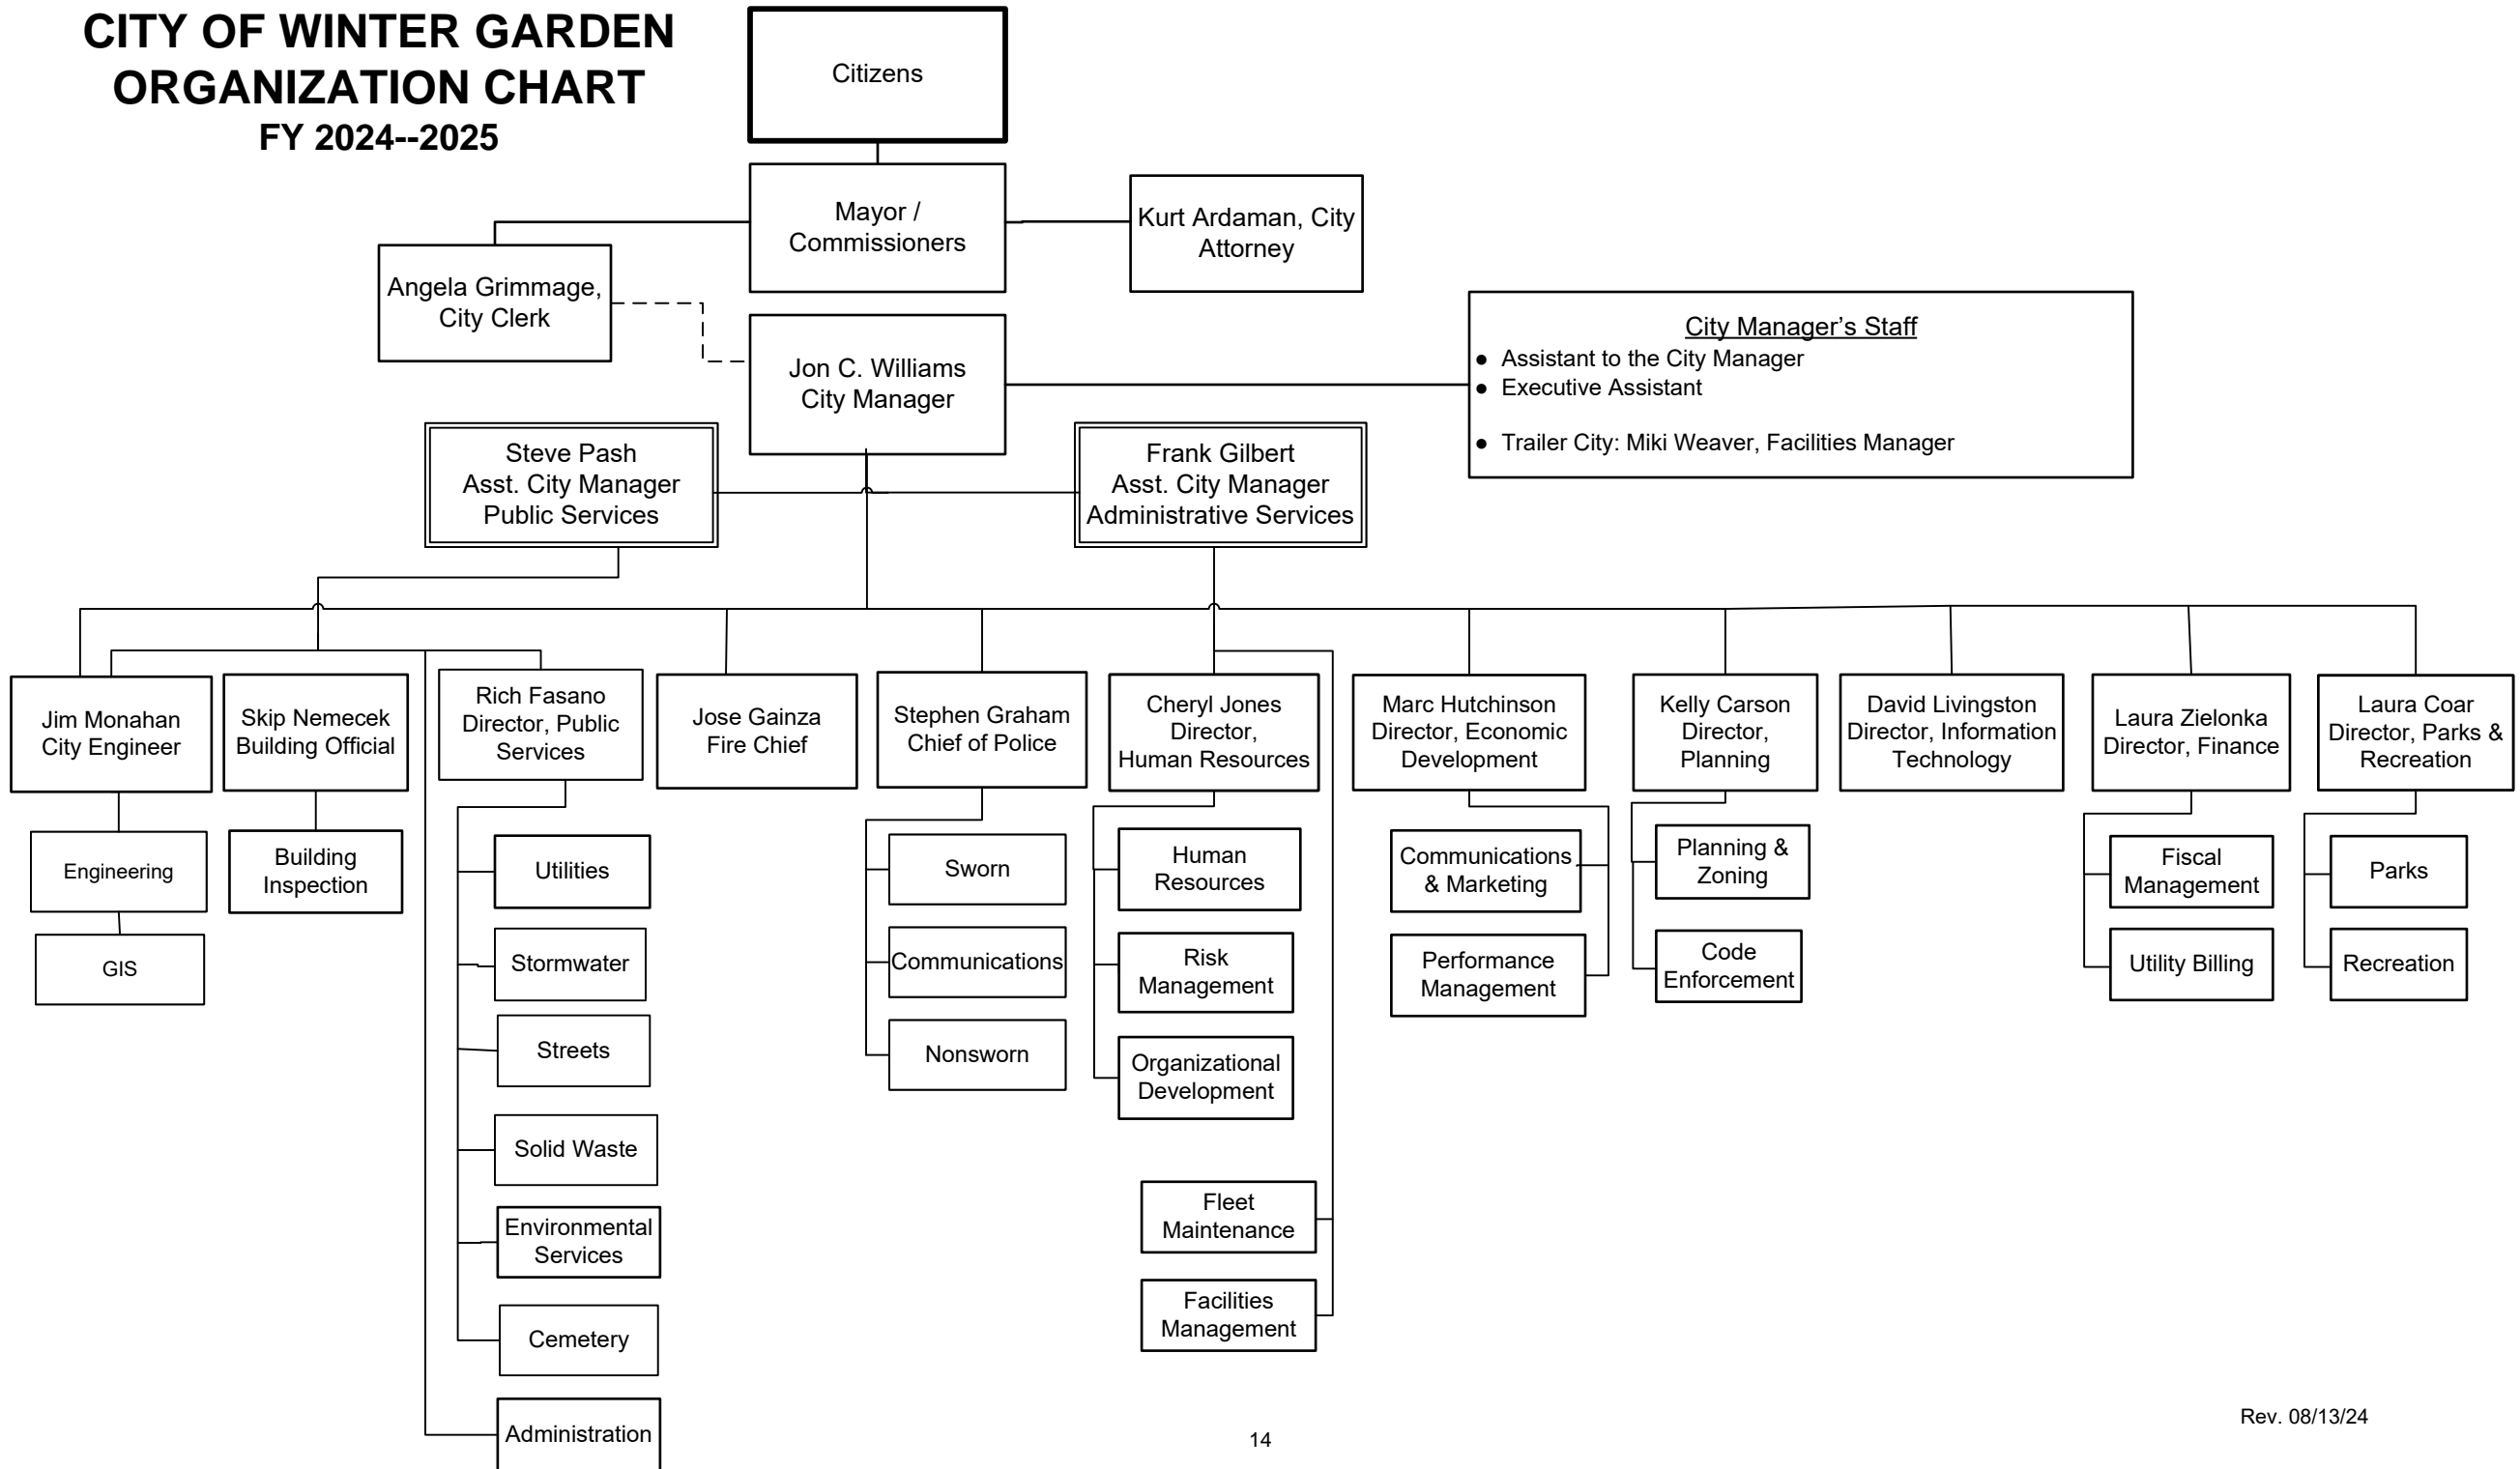 CITY OF WINTER GARDEN
ORGANIZATION CHART
FY 2024--2025
Citizens
Mayor /
Commissioners
Kurt Ardaman, City
Attorney
Angela Grimmage,
City Clerk
Jon C. Williams
City Manager
City Manager’s Staff
● Assistant to the City Manager
● Executive Assistant
● Trailer City: Miki Weaver, Facilities Manager
Steve Pash
Asst. City Manager
Public Services
Frank Gilbert
Asst. City Manager
Administrative Services
Jim Monahan
City Engineer
Skip Nemecek
Building Official
Rich Fasano
Director, Public
Services
Jose Gainza
Fire Chief
Stephen Graham
Chief of Police
Cheryl Jones
Director,
Human Resources
Marc Hutchinson
Director, Economic
Development
Kelly Carson
Director,
Planning
David Livingston
Director, Information
Technology
Laura Zielonka
Director, Finance
Laura Coar
Director, Parks &
Recreation
Engineering
GIS
Building
Inspection
Utilities
Stormwater
Streets
Solid Waste
Environmental
Services
Cemetery
Administration
Sworn
Communications
Nonsworn
Human
Resources
Risk
Management
Organizational
Development
Fleet
Maintenance
Facilities
Management
Communications
& Marketing
Performance
Management
Planning &
Zoning
Code
Enforcement
Fiscal
Management
Utility Billing
Parks
Recreation
Rev. 08/13/24
14